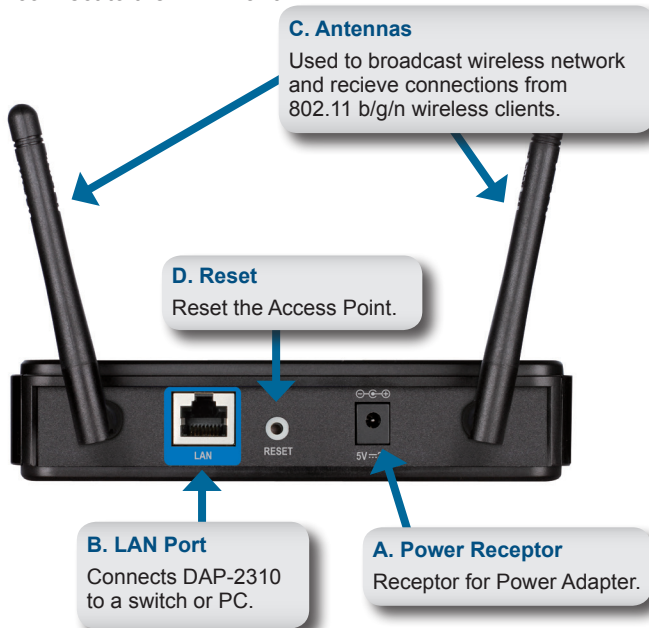 C. Antennas
Used to broadcast wireless network
and recieve connections from
802.11 b/g/n wireless clients.
D. Reset
Reset the Access Point.
LAN
RESET
5V
B. LAN Port
Connects DAP-2310
to a switch or PC.
A. Power Receptor
Receptor for Power Adapter.